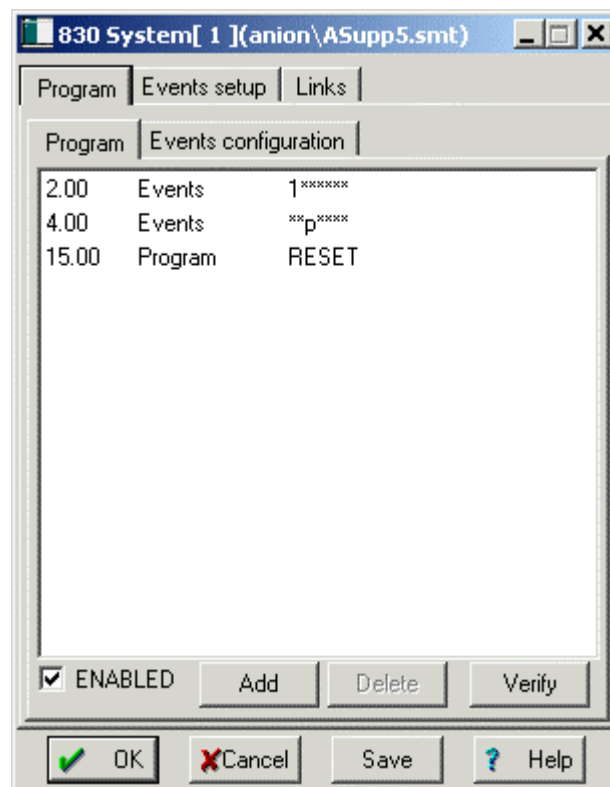 830 System[ 1 ](anion\ASupp5.smt)
Program Events setup Links
Program Events configuration
2.00 Events 1******
4.00 Events **p****
15.00 Program RESET
ENABLED Add Delete Verify
OK Cancel Save ? Help